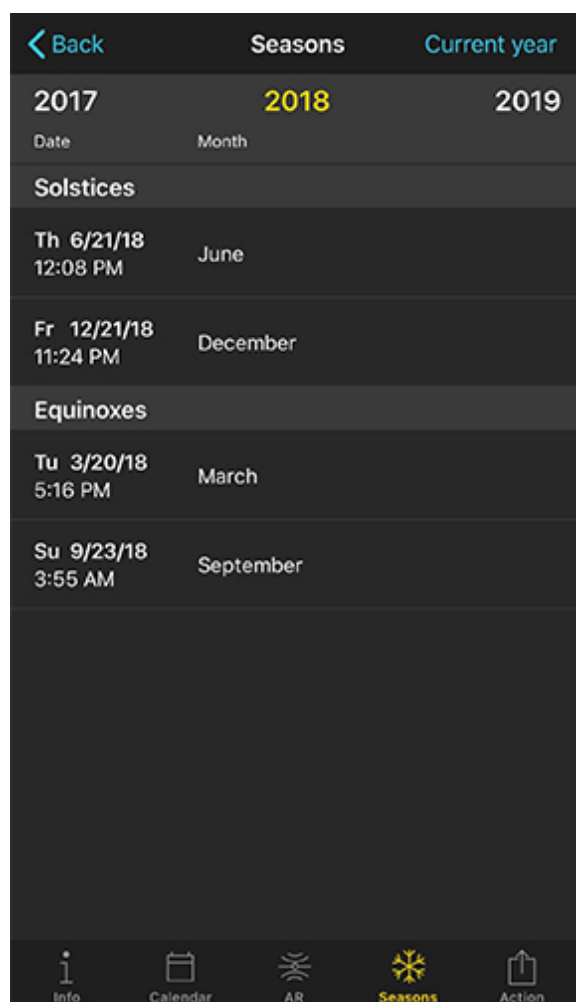 Back Seasons Current year
2017 2018 2019
Date Month
Solstices
Th 6/21/18
12:08 PM
June
Fr 12/21/18
11:24 PM
December
Equinoxes
Tu 3/20/18
5:16 PM
March
Su 9/23/18
3:55 AM
September
Info Calendar AR Seasons Action